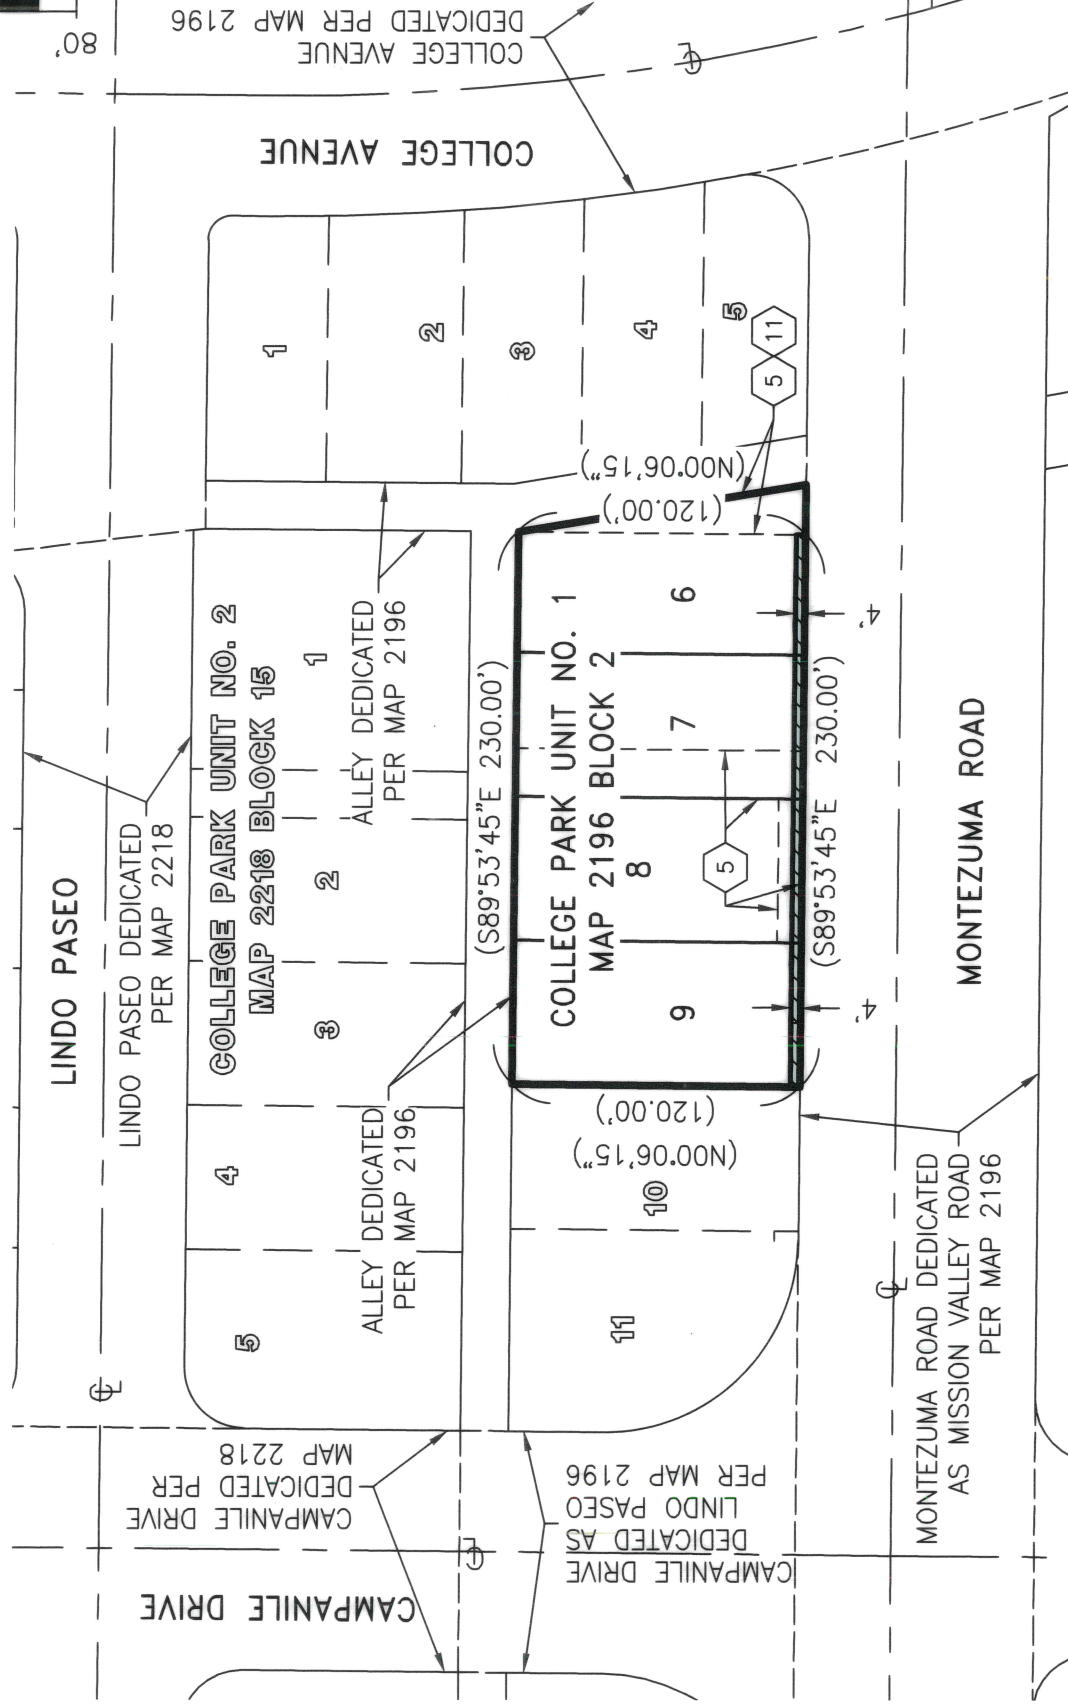 80'
COLLEGE AVENUE
DEDICATED PER MAP 2196
COLLEGE AVENUE
℄
1
2
3
4
5
5
11
(N00°06'15")
(120.00')
LINDO PASEO
LINDO PASEO DEDICATED
PER MAP 2218
℄
COLLEGE PARK UNIT NO. 2
MAP 2218 BLOCK 15
1
2
3
4
5
ALLEY DEDICATED
PER MAP 2196
ALLEY DEDICATED
PER MAP 2196
(S89°53'45"E 230.00')
COLLEGE PARK UNIT NO. 1
MAP 2196 BLOCK 2
6
7
8
9
5
4'
4'
(S89°53'45"E 230.00')
(120.00')
(N00°06'15")
10
11
MONTEZUMA ROAD
MONTEZUMA ROAD DEDICATED
AS MISSION VALLEY ROAD
PER MAP 2196
℄
CAMPANILE DRIVE
DEDICATED PER
MAP 2218
CAMPANILE DRIVE
DEDICATED AS
LINDO PASEO
PER MAP 2196
℄
CAMPANILE DRIVE